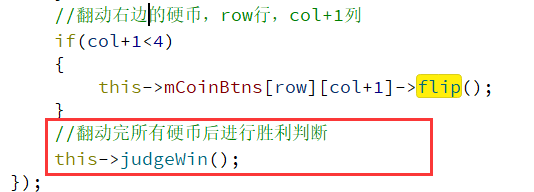 //翻动右边的硬币，row行，col+1列
if(col+1<4)
{
this->mCoinBtns[row][col+1]->flip();
}
//翻动完所有硬币后进行胜利判断
this->judgeWin();
});